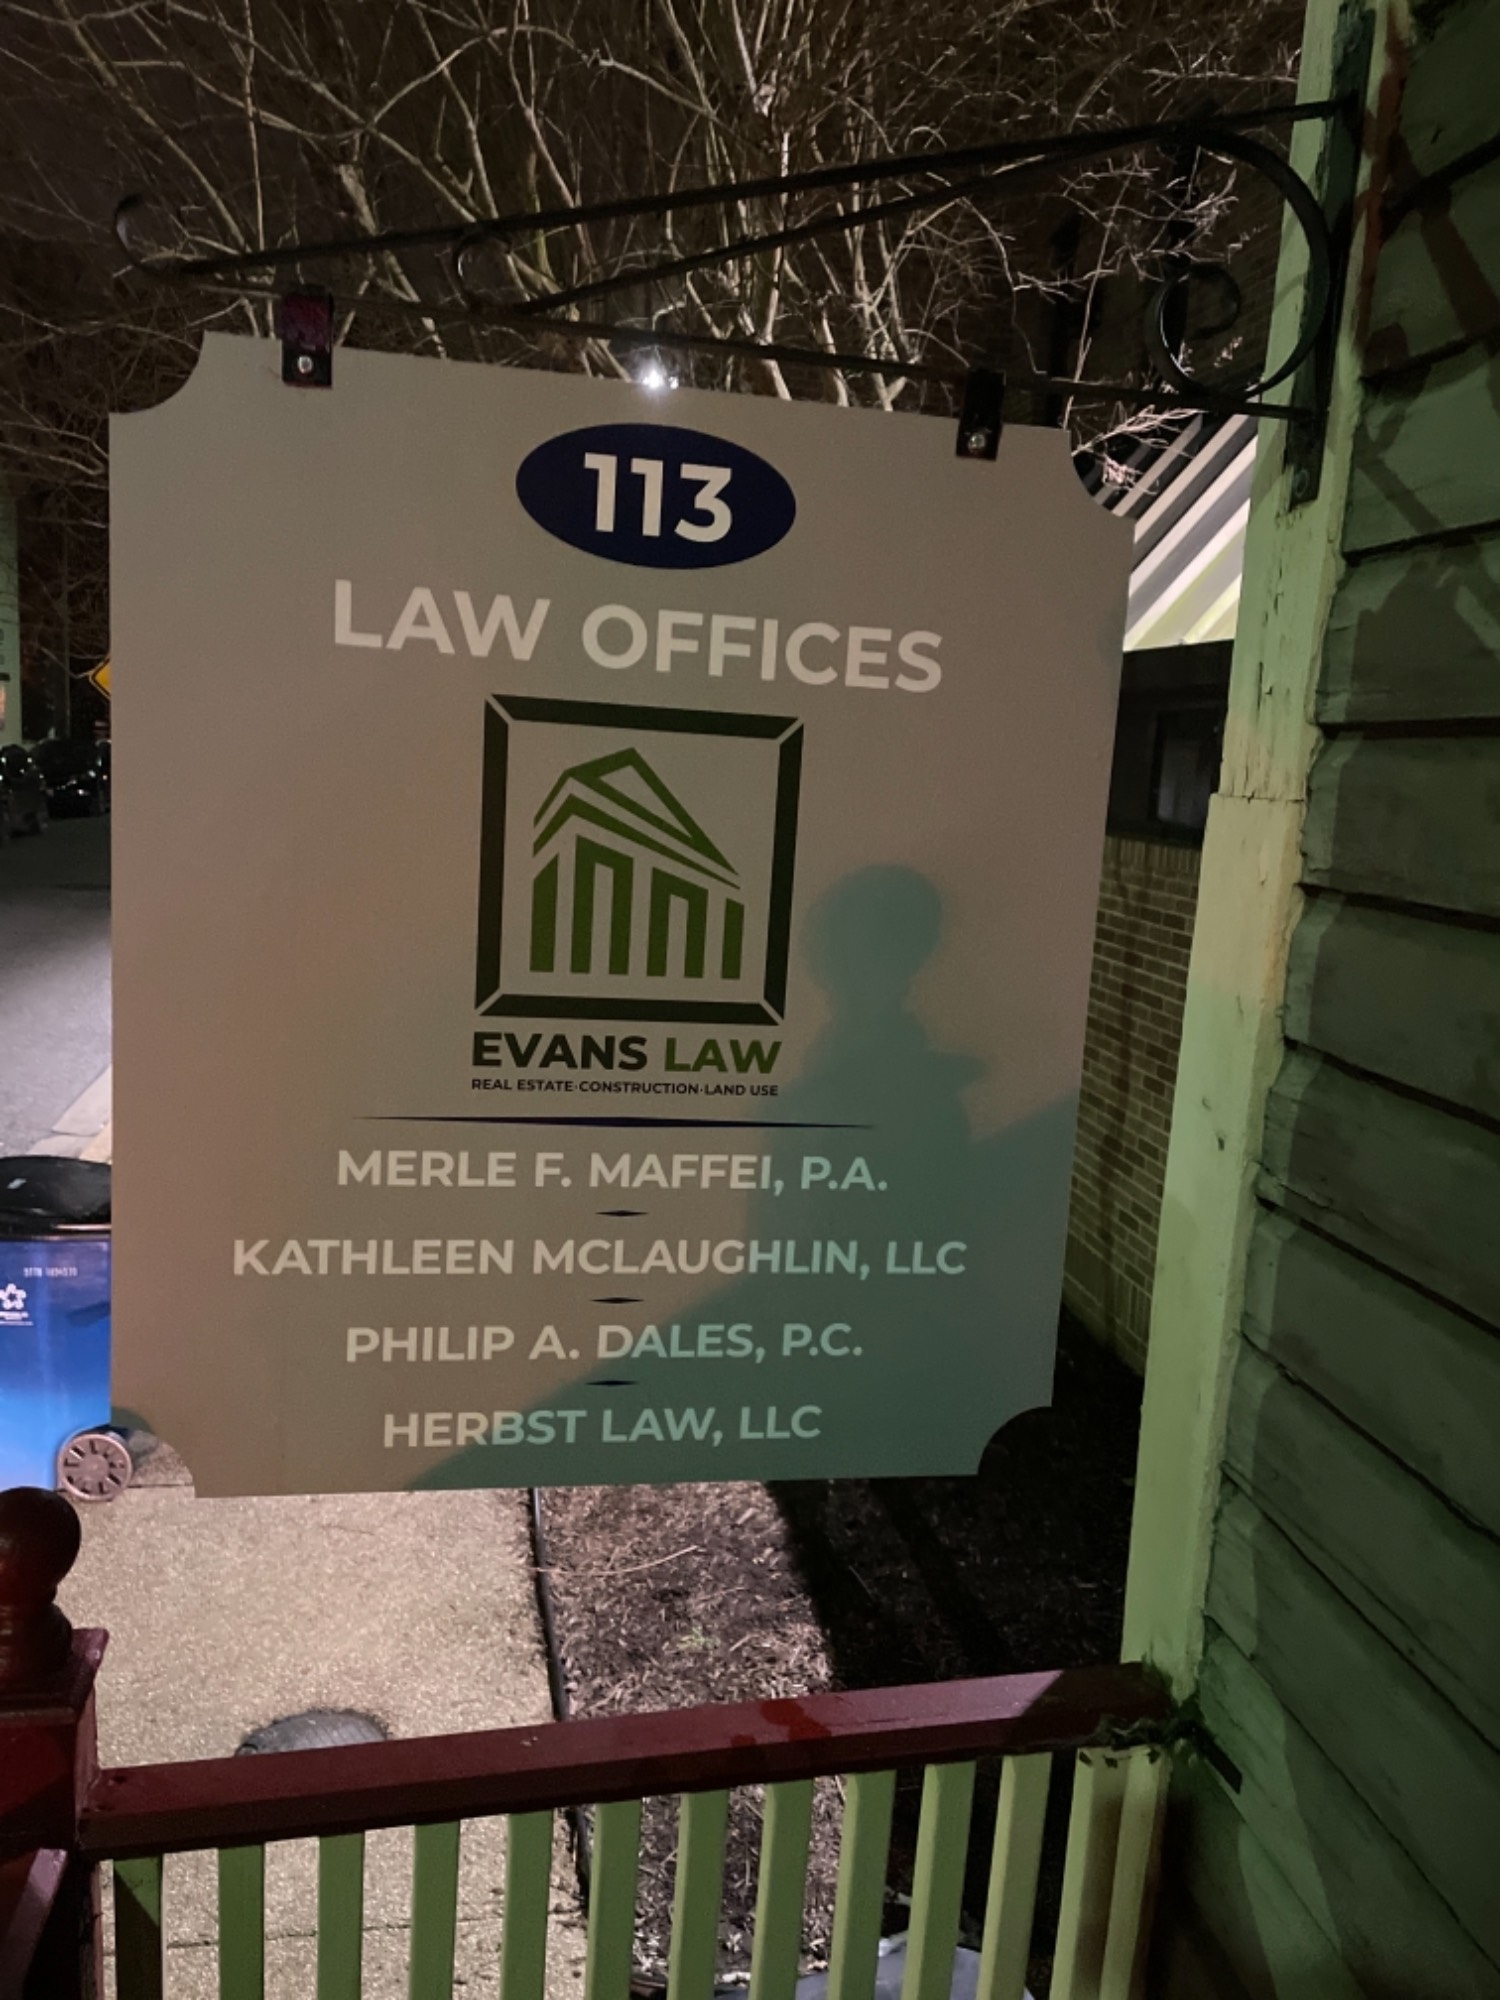 113
LAW OFFICES
EVANS LAW
REAL ESTATE·CONSTRUCTION·LAND USE
MERLE F. MAFFEI, P.A.
KATHLEEN MCLAUGHLIN, LLC
PHILIP A. DALES, P.C.
HERBST LAW, LLC